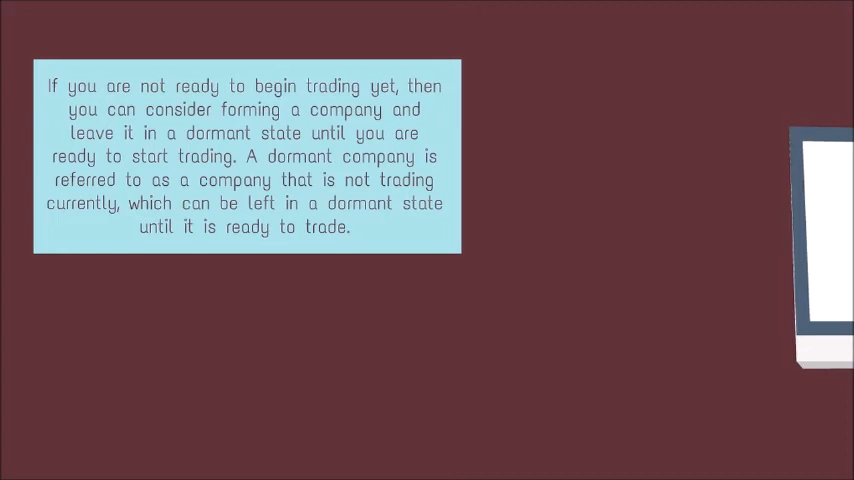 If you are not ready to begin trading yet, then
you can consider forming a company and
leave it in a dormant state until you are
ready to start trading. A dormant company is
referred to as a company that is not trading
currently, which can be left in a dormant state
until it is ready to trade.